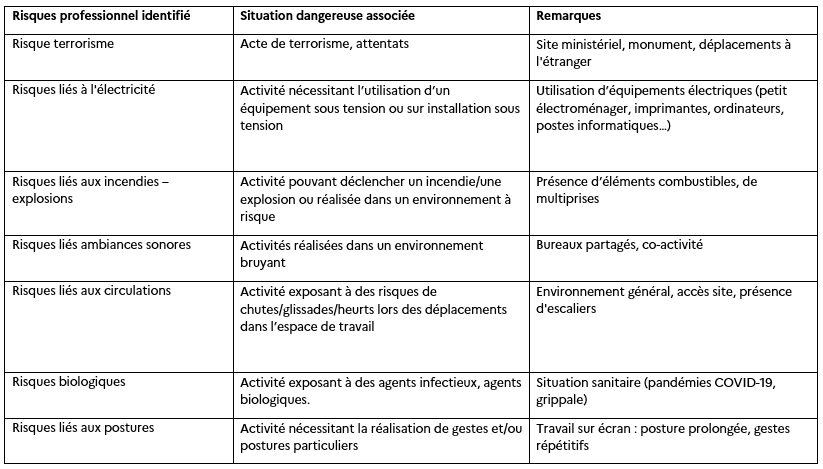 Risques professionnel identifié
Situation dangereuse associée
Remarques
Risque terrorisme
Acte de terrorisme, attentats
Site ministériel, monument, déplacements à
l'étranger
Risques liés à l'électricité
Activité nécessitant l’utilisation d’un
équipement sous tension ou sur installation sous
tension
Utilisation d’équipements électriques (petit
électroménager, imprimantes, ordinateurs,
postes informatiques…)
Risques liés aux incendies –
explosions
Activité pouvant déclencher un incendie/une
explosion ou réalisée dans un environnement à
risque
Présence d’éléments combustibles, de
multiprises
Risques liés ambiances sonores
Activités réalisées dans un environnement
bruyant
Bureaux partagés, co-activité
Risques liés aux circulations
Activité exposant à des risques de
chutes/glissades/heurts lors des déplacements
dans l’espace de travail
Environnement général, accès site, présence
d'escaliers
Risques biologiques
Activité exposant à des agents infectieux, agents
biologiques.
Situation sanitaire (pandémies COVID-19,
grippale)
Risques liés aux postures
Activité nécessitant la réalisation de gestes et/ou
postures particuliers
Travail sur écran : posture prolongée, gestes
répétitifs